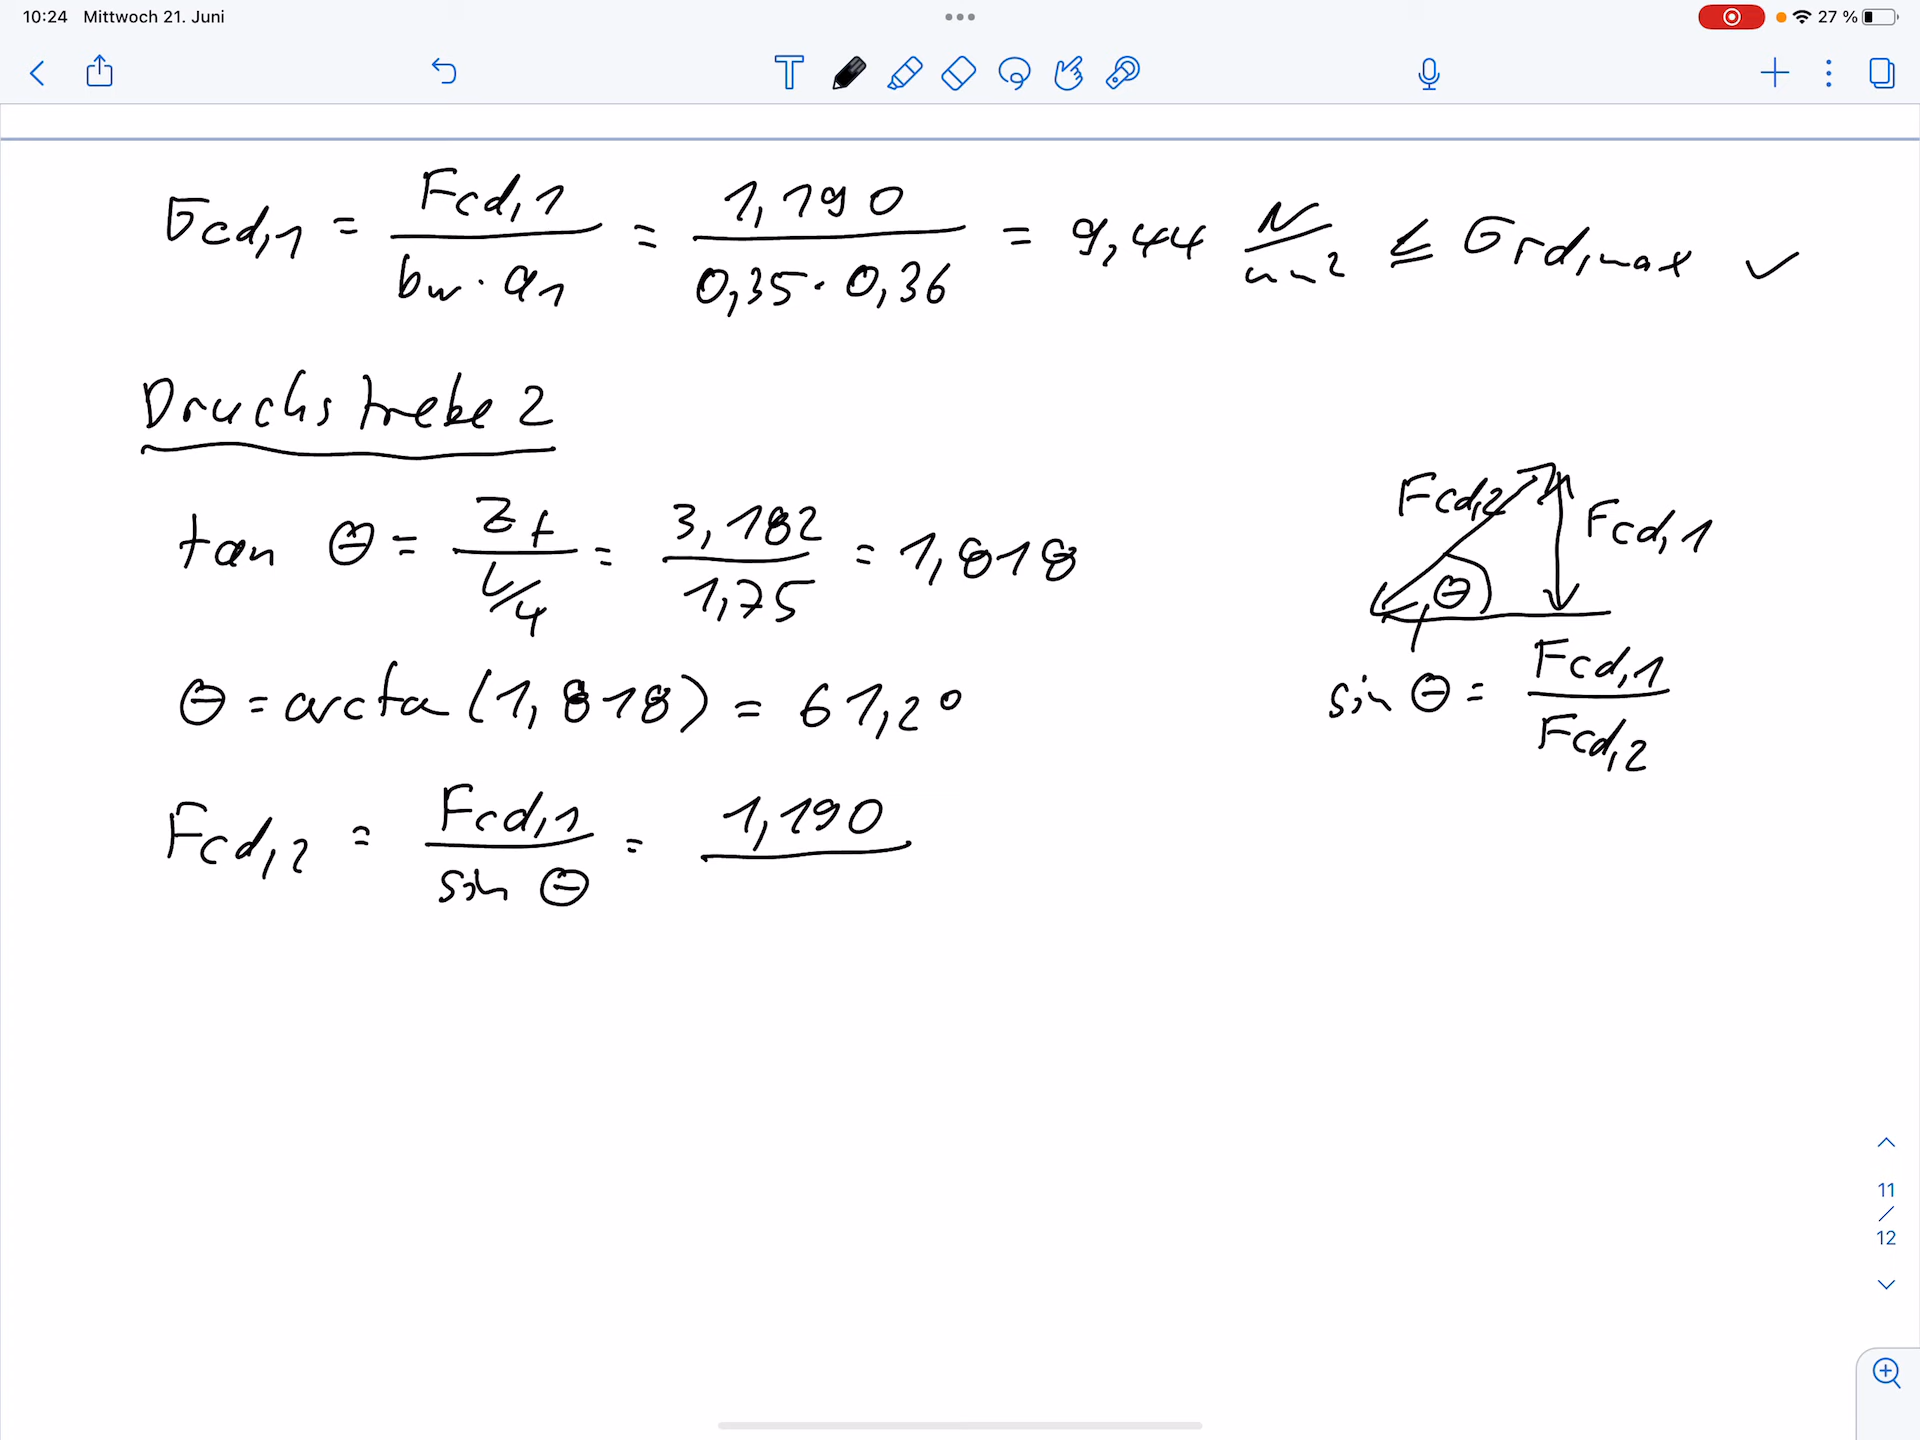 10:24 Mittwoch 21. Juni 27 %
σcd,1 = Fcd,1 / (bw · a1) = 1,190 / (0,35 · 0,36) = 9,44 N/mm² ≤ σrd,max ✓
Druckstrebe 2
tan Θ = zf / (l/4) = 3,182 / 1,75 = 1,818
Θ = arctan (1,818) = 61,2°
Fcd,2 = Fcd,1 / sin Θ = 1,190
Fcd,2 Fcd,1
Θ
sin Θ = Fcd,1 / Fcd,2
11
/
12